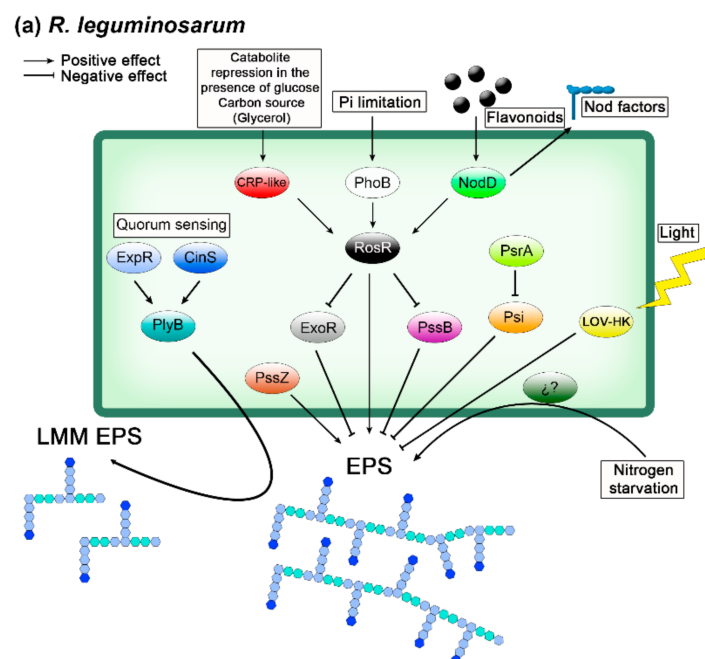 (a) R. leguminosarum
Positive effect
Negative effect
Catabolite
repression in the
presence of glucose
Carbon source
(Glycerol)
Pi limitation
Flavonoids
Nod factors
CRP-like
PhoB
NodD
Quorum sensing
ExpR
CinS
RosR
PsrA
Light
PlyB
ExoR
PssB
Psi
LOV-HK
PssZ
¿?
LMM EPS
EPS
Nitrogen
starvation